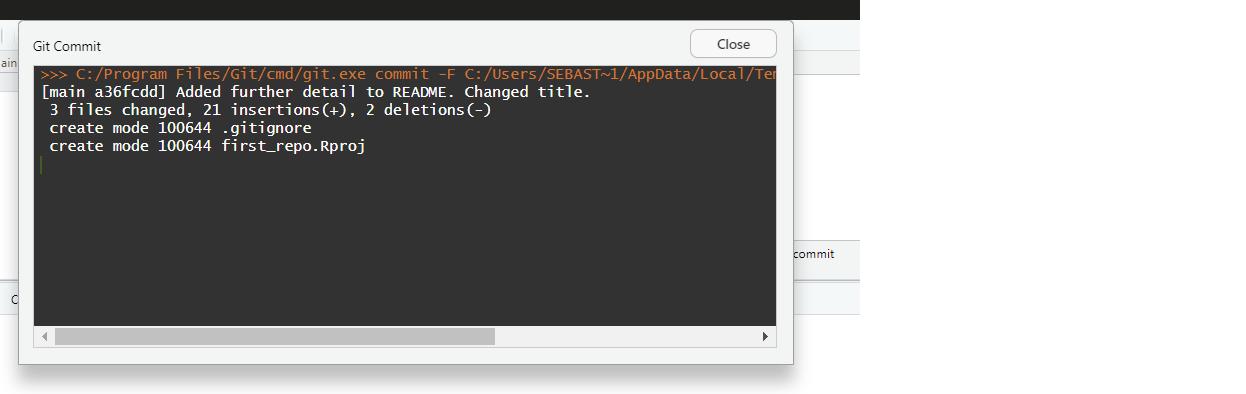 Git Commit
Close
ain
>>> C:/Program Files/Git/cmd/git.exe commit -F C:/Users/SEBAST~1/AppData/Local/Te
[main a36fcdd] Added further detail to README. Changed title.
3 files changed, 21 insertions(+), 2 deletions(-)
create mode 100644 .gitignore
create mode 100644 first_repo.Rproj
commit